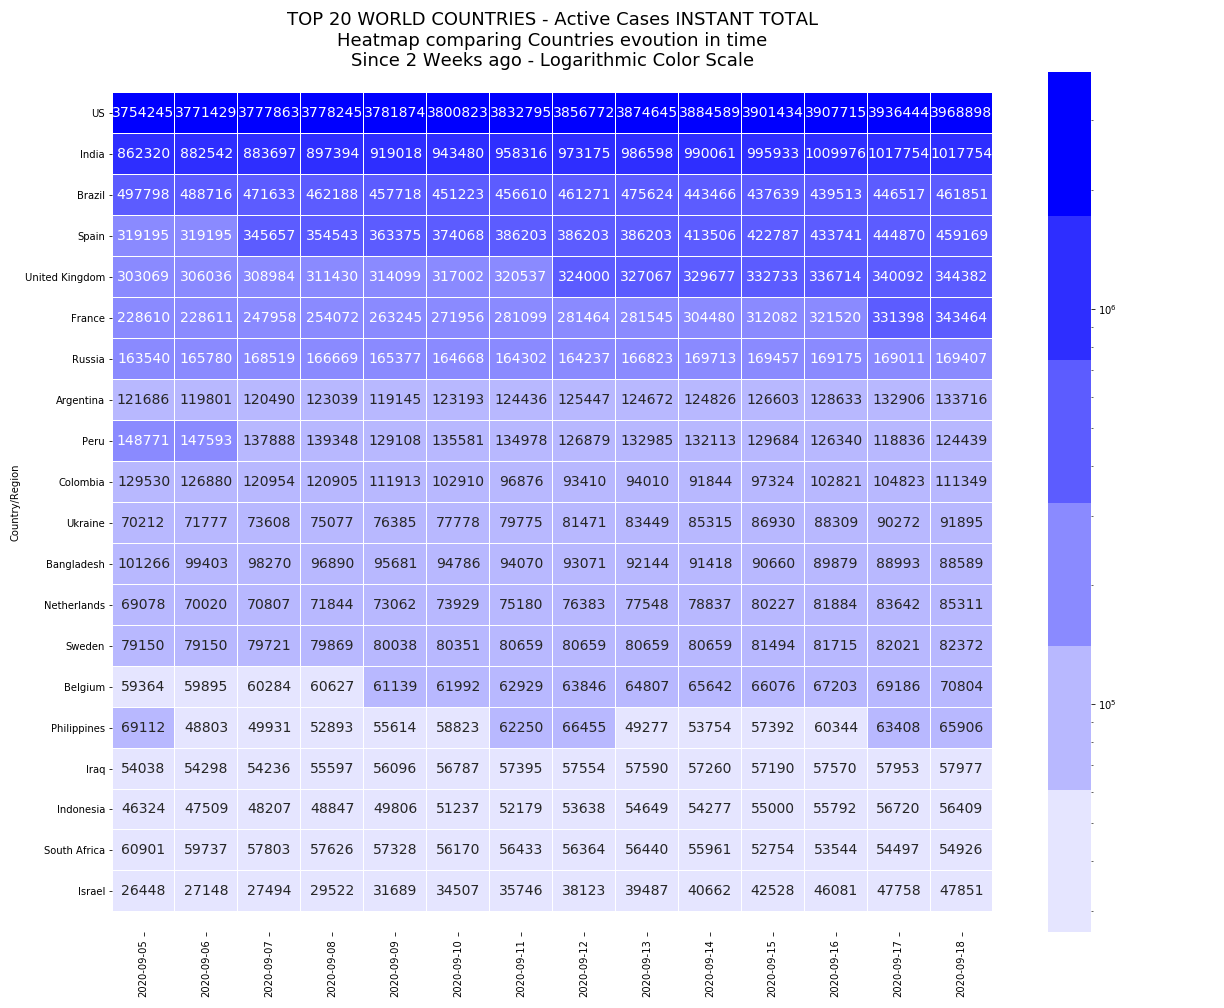 TOP 20 WORLD COUNTRIES - Active Cases INSTANT TOTAL
Heatmap comparing Countries evoution in time
Since 2 Weeks ago - Logarithmic Color Scale
US 3754245 3771429 3777863 3778245 3781874 3800823 3832795 3856772 3874645 3884589 3901434 3907715 3936444 3968898
India 862320 882542 883697 897394 919018 943480 958316 973175 986598 990061 995933 1009976 1017754 1017754
Brazil 497798 488716 471633 462188 457718 451223 456610 461271 475624 443466 437639 439513 446517 461851
Spain 319195 319195 345657 354543 363375 374068 386203 386203 386203 413506 422787 433741 444870 459169
United Kingdom 303069 306036 308984 311430 314099 317002 320537 324000 327067 329677 332733 336714 340092 344382
France 228610 228611 247958 254072 263245 271956 281099 281464 281545 304480 312082 321520 331398 343464
Russia 163540 165780 168519 166669 165377 164668 164302 164237 166823 169713 169457 169175 169011 169407
Argentina 121686 119801 120490 123039 119145 123193 124436 125447 124672 124826 126603 128633 132906 133716
Peru 148771 147593 137888 139348 129108 135581 134978 126879 132985 132113 129684 126340 118836 124439
Colombia 129530 126880 120954 120905 111913 102910 96876 93410 94010 91844 97324 102821 104823 111349
Ukraine 70212 71777 73608 75077 76385 77778 79775 81471 83449 85315 86930 88309 90272 91895
Bangladesh 101266 99403 98270 96890 95681 94786 94070 93071 92144 91418 90660 89879 88993 88589
Netherlands 69078 70020 70807 71844 73062 73929 75180 76383 77548 78837 80227 81884 83642 85311
Sweden 79150 79150 79721 79869 80038 80351 80659 80659 80659 80659 81494 81715 82021 82372
Belgium 59364 59895 60284 60627 61139 61992 62929 63846 64807 65642 66076 67203 69186 70804
Philippines 69112 48803 49931 52893 55614 58823 62250 66455 49277 53754 57392 60344 63408 65906
Iraq 54038 54298 54236 55597 56096 56787 57395 57554 57590 57260 57190 57570 57953 57977
Indonesia 46324 47509 48207 48847 49806 51237 52179 53638 54649 54277 55000 55792 56720 56409
South Africa 60901 59737 57803 57626 57328 56170 56433 56364 56440 55961 52754 53544 54497 54926
Israel 26448 27148 27494 29522 31689 34507 35746 38123 39487 40662 42528 46081 47758 47851
2020-09-05 2020-09-06 2020-09-07 2020-09-08 2020-09-09 2020-09-10 2020-09-11 2020-09-12 2020-09-13 2020-09-14 2020-09-15 2020-09-16 2020-09-17 2020-09-18
Country/Region
10⁶
10⁵